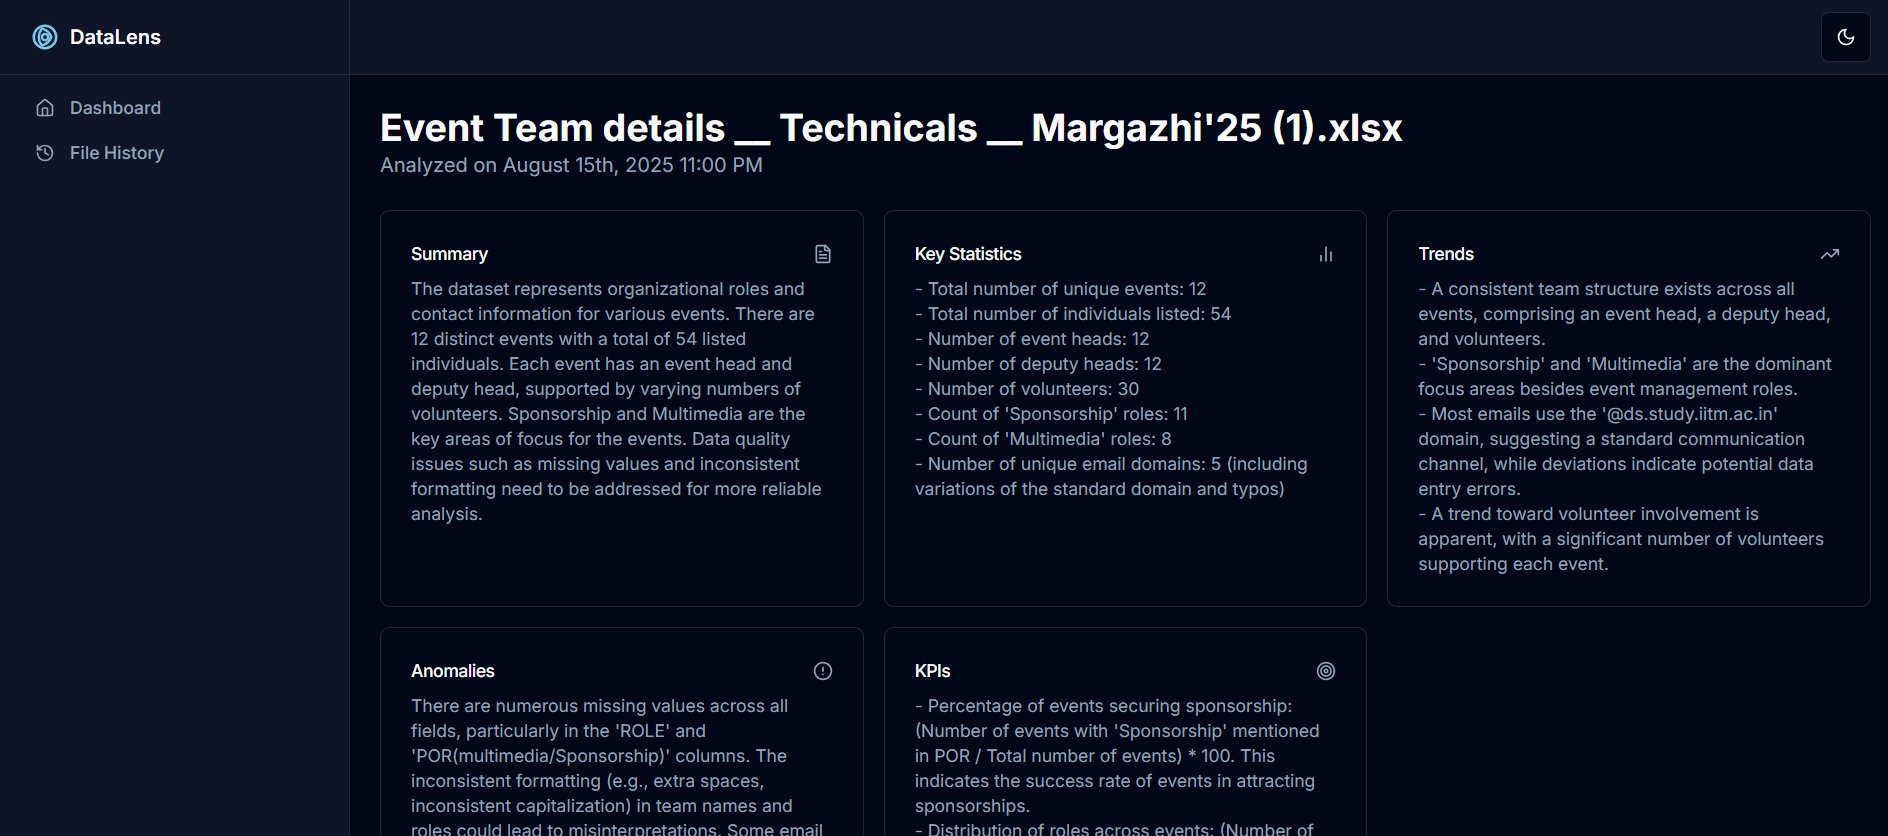 DataLens
Dashboard
File History
Event Team details __ Technicals __ Margazhi'25 (1).xlsx
Analyzed on August 15th, 2025 11:00 PM
Summary
The dataset represents organizational roles and
contact information for various events. There are
12 distinct events with a total of 54 listed
individuals. Each event has an event head and
deputy head, supported by varying numbers of
volunteers. Sponsorship and Multimedia are the
key areas of focus for the events. Data quality
issues such as missing values and inconsistent
formatting need to be addressed for more reliable
analysis.
Key Statistics
- Total number of unique events: 12
- Total number of individuals listed: 54
- Number of event heads: 12
- Number of deputy heads: 12
- Number of volunteers: 30
- Count of 'Sponsorship' roles: 11
- Count of 'Multimedia' roles: 8
- Number of unique email domains: 5 (including
variations of the standard domain and typos)
Trends
- A consistent team structure exists across all
events, comprising an event head, a deputy head,
and volunteers.
- 'Sponsorship' and 'Multimedia' are the dominant
focus areas besides event management roles.
- Most emails use the '@ds.study.iitm.ac.in'
domain, suggesting a standard communication
channel, while deviations indicate potential data
entry errors.
- A trend toward volunteer involvement is
apparent, with a significant number of volunteers
supporting each event.
Anomalies
There are numerous missing values across all
fields, particularly in the 'ROLE' and
'POR(multimedia/Sponsorship)' columns. The
inconsistent formatting (e.g., extra spaces,
inconsistent capitalization) in team names and
roles could lead to misinterpretations. Some email
KPIs
- Percentage of events securing sponsorship:
(Number of events with 'Sponsorship' mentioned
in POR / Total number of events) * 100. This
indicates the success rate of events in attracting
sponsorships.
- Distribution of roles across events: (Number of